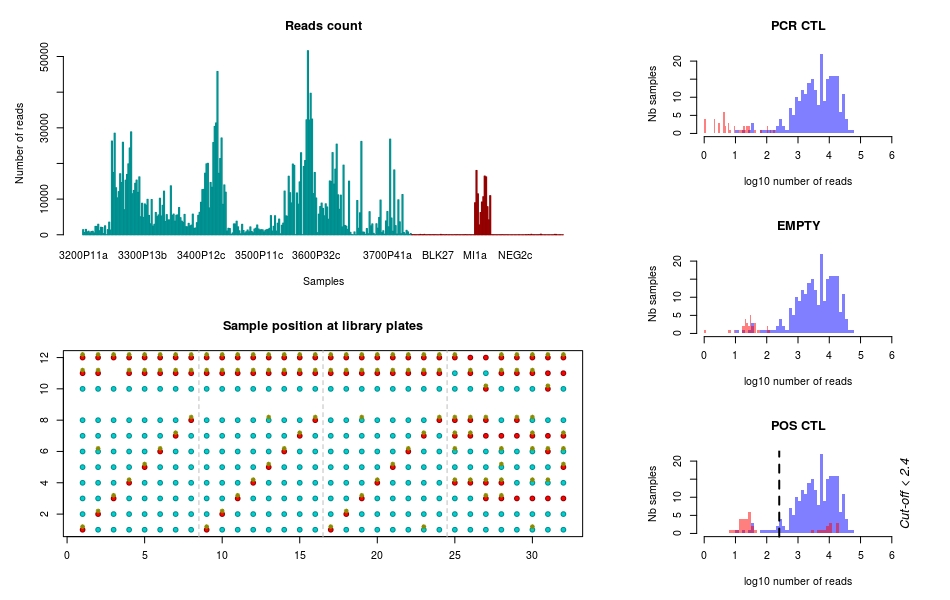 Reads count
Number of reads
0 10000 30000 50000
3200P11a 3300P13b 3400P12c 3500P11c 3600P32c 3700P41a BLK27 MI1a NEG2c
Samples
Sample position at library plates
2 4 6 8 10 12
0 5 10 15 20 25 30
PCR CTL
Nb samples
0 5 10 20
0 1 2 3 4 5 6
log10 number of reads
EMPTY
Nb samples
0 5 10 20
0 1 2 3 4 5 6
log10 number of reads
POS CTL
Nb samples
0 5 10 20
0 1 2 3 4 5 6
log10 number of reads
Cut-off < 2.4